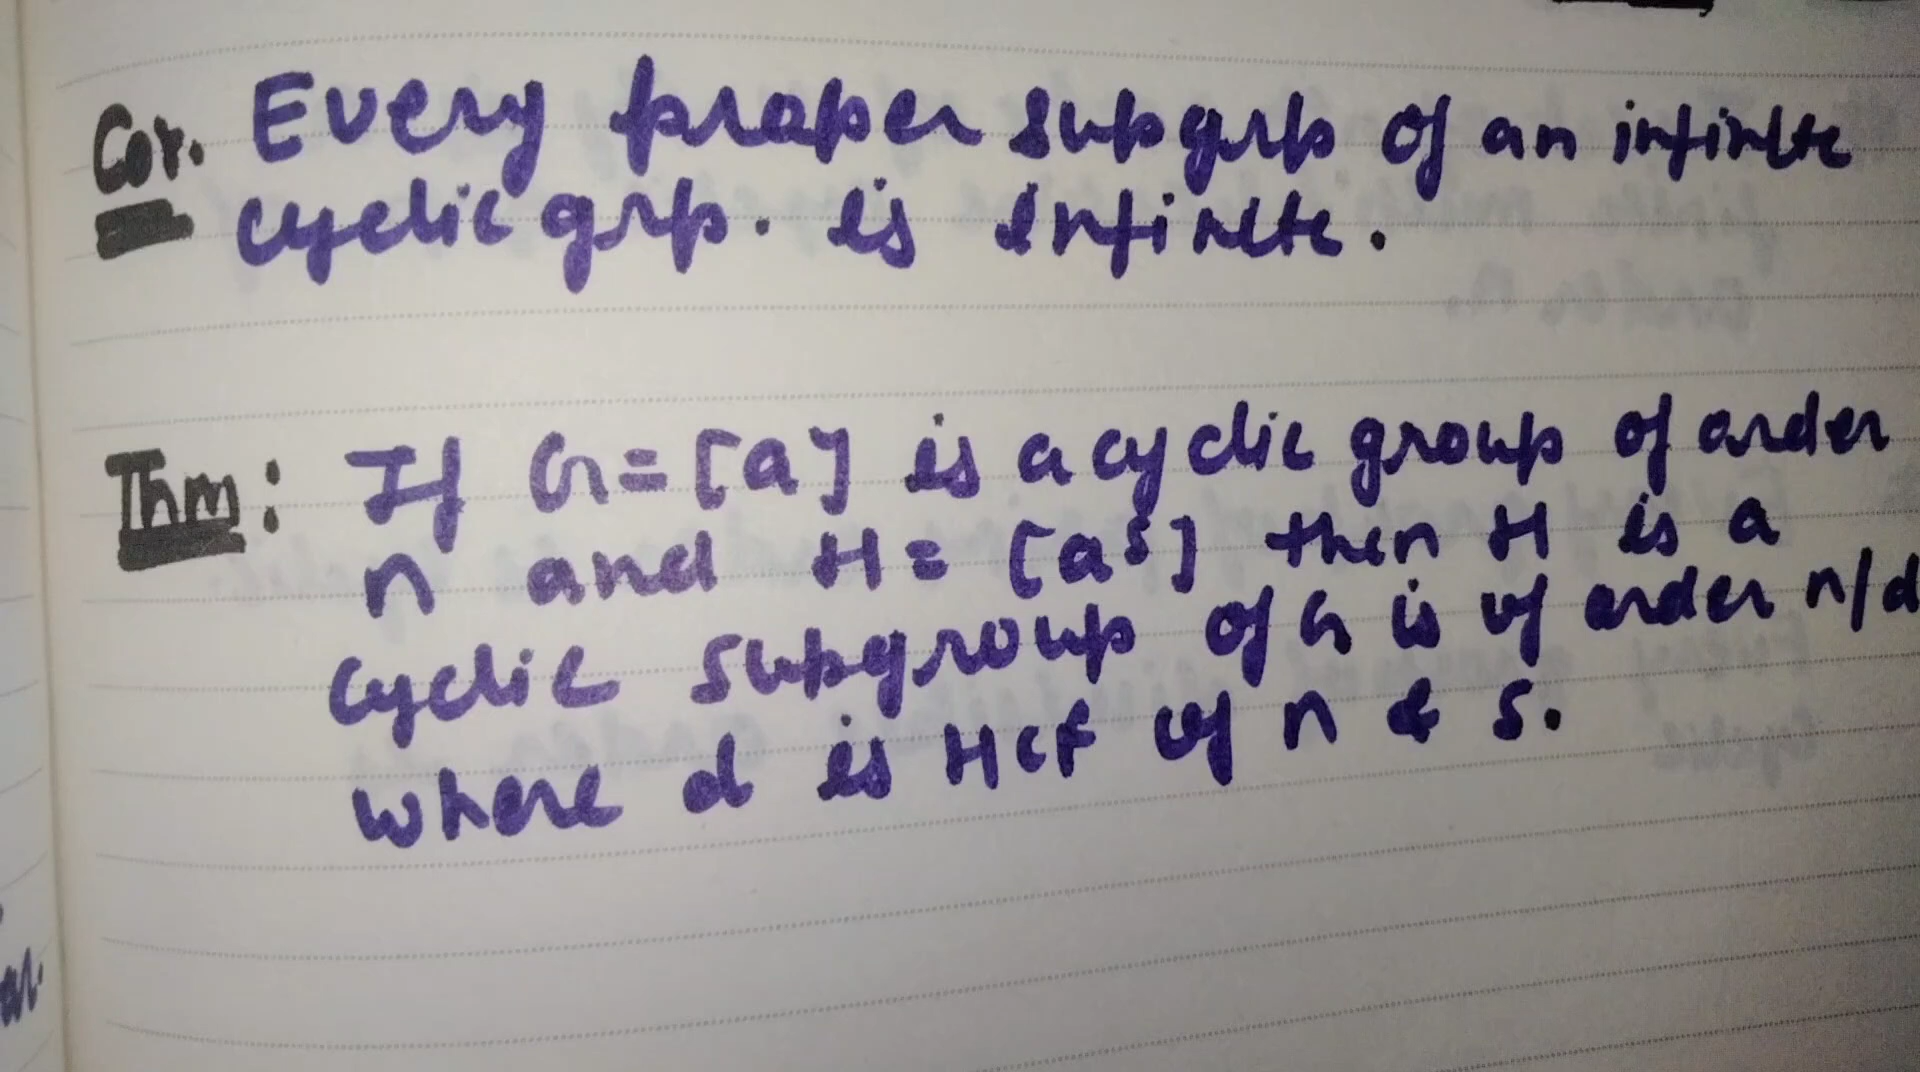 Cor. Every proper subgrp of an infinite
cyclic grp. is infinite.
Thm: If G=[a] is a cyclic group of order
n and H = [aˢ] then H is a
cyclic subgroup of G is of order n/d
where d is HCF of n & s.